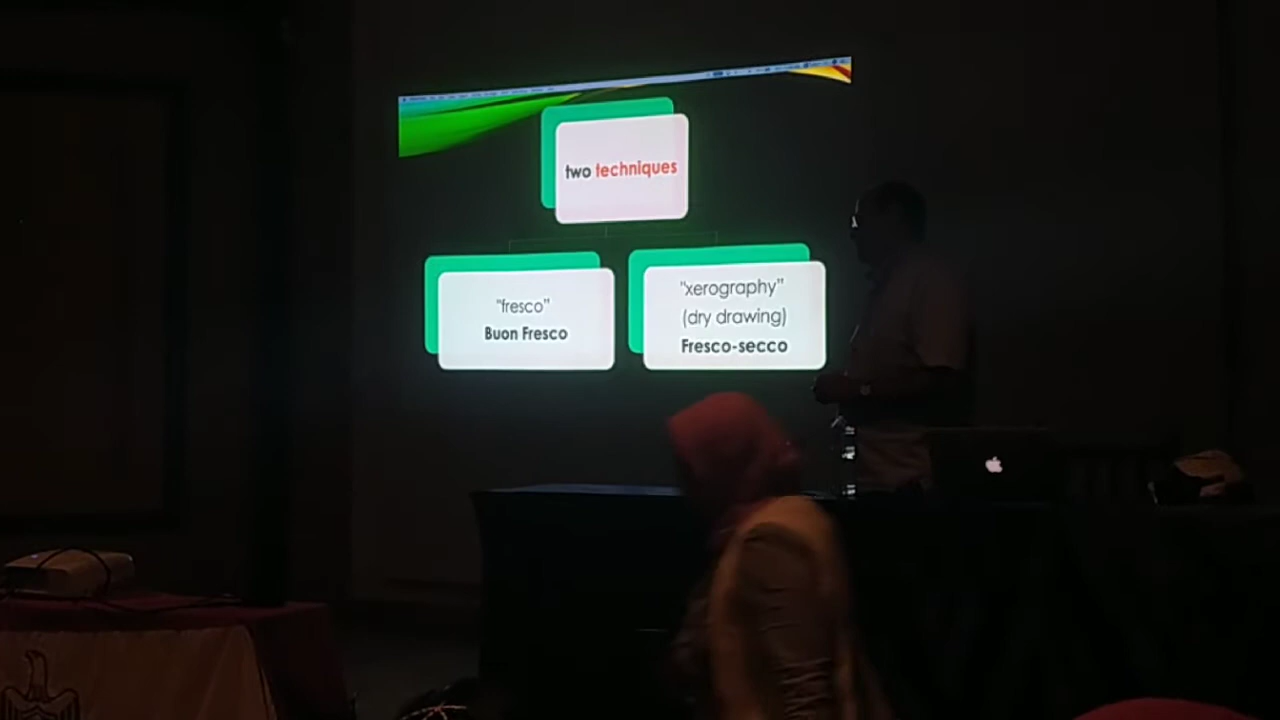 two techniques
"fresco"
Buon Fresco
"xerography"
(dry drawing)
Fresco-secco